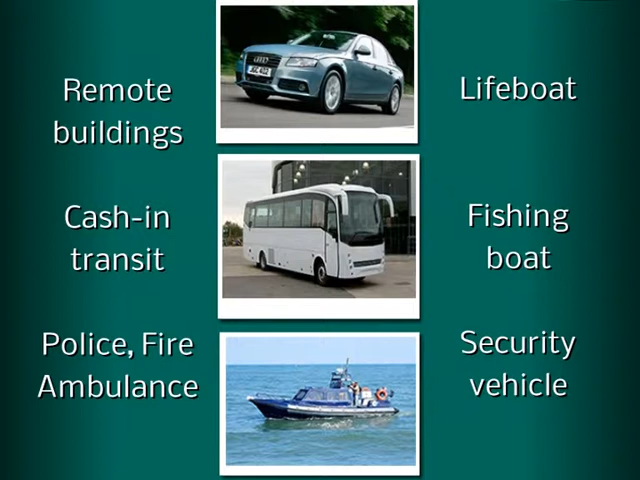 Remote
buildings
Cash-in
transit
Police, Fire
Ambulance
Lifeboat
Fishing
boat
Security
vehicle